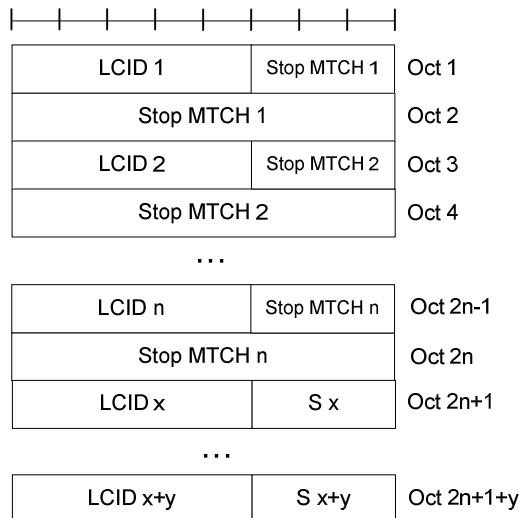 LCID 1 Stop MTCH 1 Oct 1
Stop MTCH 1 Oct 2
LCID 2 Stop MTCH 2 Oct 3
Stop MTCH 2 Oct 4
...
LCID n Stop MTCH n Oct 2n-1
Stop MTCH n Oct 2n
LCID x S x Oct 2n+1
...
LCID x+y S x+y Oct 2n+1+y